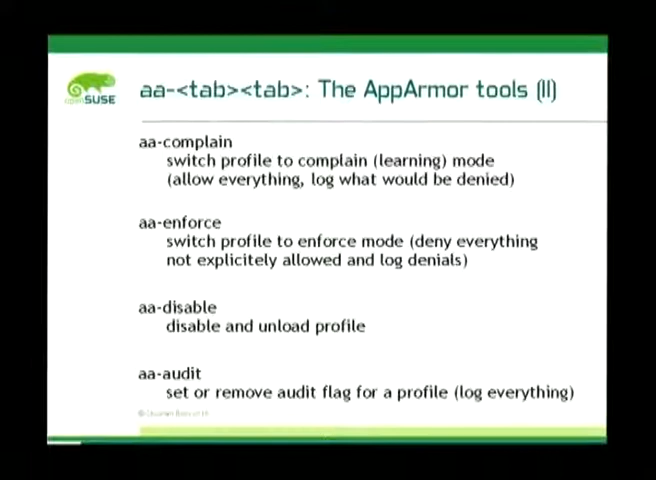 openSUSE
aa-<tab><tab>: The AppArmor tools (II)
aa-complain
switch profile to complain (learning) mode
(allow everything, log what would be denied)
aa-enforce
switch profile to enforce mode (deny everything
not explicitely allowed and log denials)
aa-disable
disable and unload profile
aa-audit
set or remove audit flag for a profile (log everything)